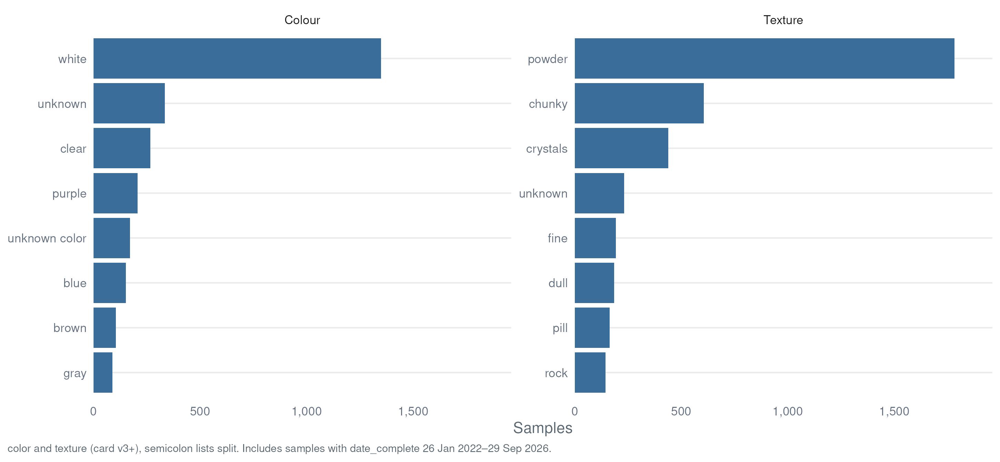 Colour
white
unknown
clear
purple
unknown color
blue
brown
gray
0 500 1,000 1,500
Texture
powder
chunky
crystals
unknown
fine
dull
pill
rock
0 500 1,000 1,500
Samples
color and texture (card v3+), semicolon lists split. Includes samples with date_complete 26 Jan 2022–29 Sep 2026.